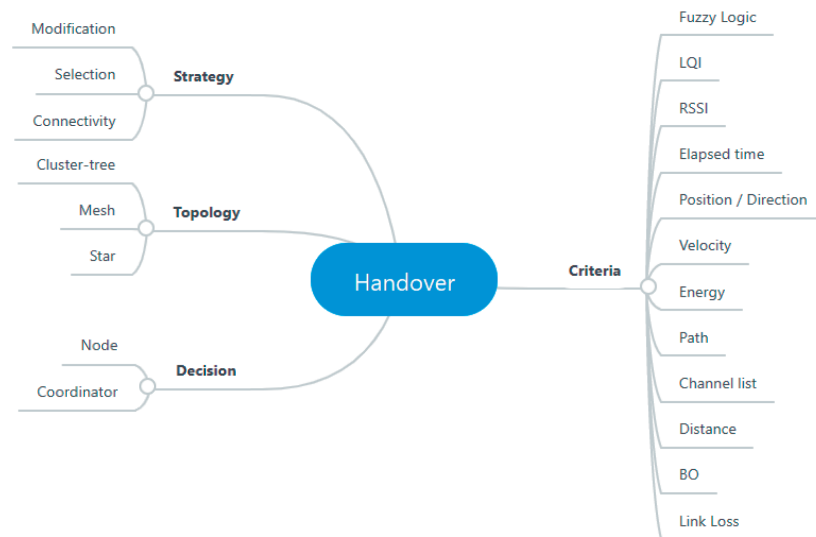 Modification
Selection
Connectivity
Strategy
Cluster-tree
Mesh
Star
Topology
Node
Coordinator
Decision
Handover
Criteria
Fuzzy Logic
LQI
RSSI
Elapsed time
Position / Direction
Velocity
Energy
Path
Channel list
Distance
BO
Link Loss